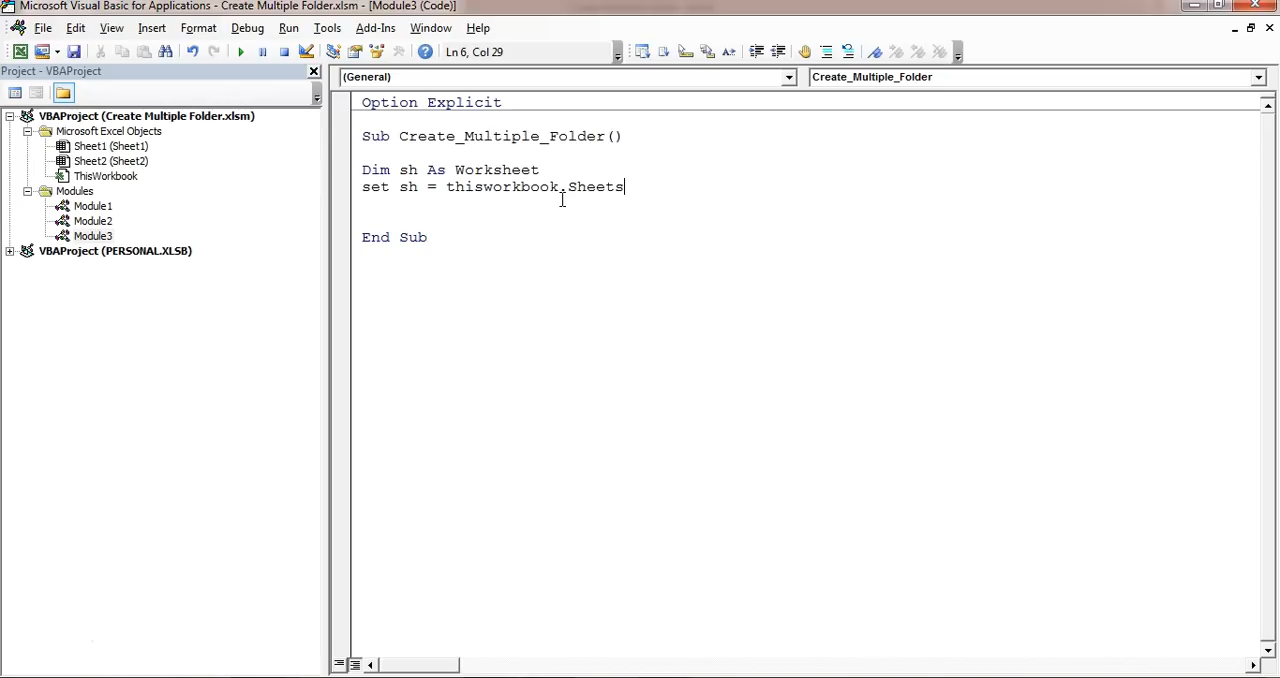 Microsoft Visual Basic for Applications - Create Multiple Folder.xlsm - [Module3 (Code)]
File Edit View Insert Format Debug Run Tools Add-Ins Window Help
Ln 6, Col 29
Project - VBAProject
(General)
Create_Multiple_Folder
VBAProject (Create Multiple Folder.xlsm)
Microsoft Excel Objects
Sheet1 (Sheet1)
Sheet2 (Sheet2)
ThisWorkbook
Modules
Module1
Module2
Module3
VBAProject (PERSONAL.XLSB)
Option Explicit
Sub Create_Multiple_Folder()
Dim sh As Worksheet
set sh = thisworkbook.Sheets
End Sub